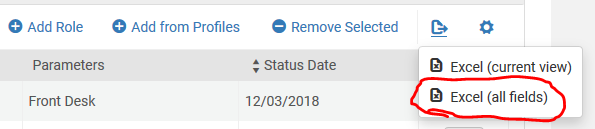 Add Role Add from Profiles Remove Selected
Parameters Status Date
Excel (current view)
Front Desk 12/03/2018
Excel (all fields)